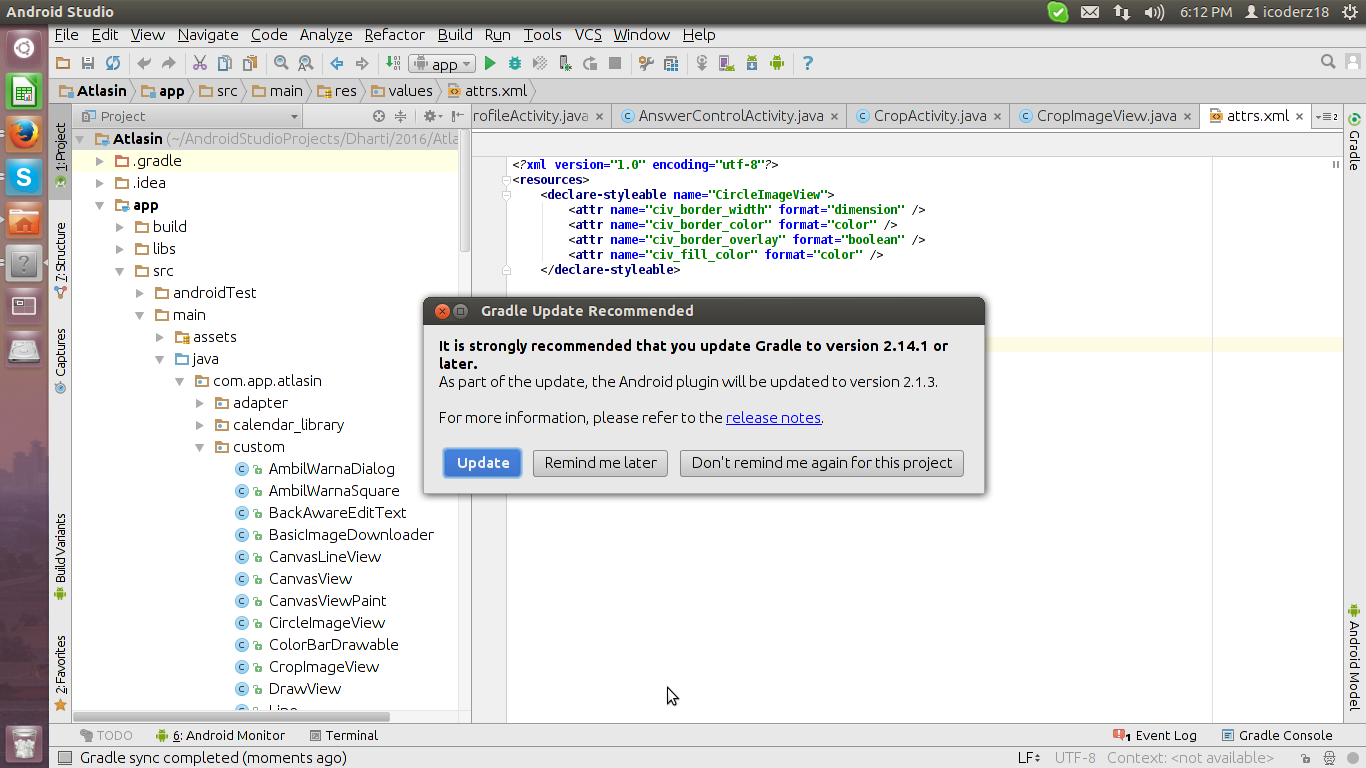 Android Studio
6:12 PM icoderz18
File Edit View Navigate Code Analyze Refactor Build Run Tools VCS Window Help
app
Atlasin app src main res values attrs.xml
Project
rofileActivity.java AnswerControlActivity.java CropActivity.java CropImageView.java attrs.xml
1: Project
7: Structure
Captures
Build Variants
2: Favorites
Atlasin (~/AndroidStudioProjects/Dharti/2016/Atla
.gradle
.idea
app
build
libs
src
androidTest
main
assets
java
com.app.atlasin
adapter
calendar_library
custom
AmbilWarnaDialog
AmbilWarnaSquare
BackAwareEditText
BasicImageDownloader
CanvasLineView
CanvasView
CanvasViewPaint
CircleImageView
ColorBarDrawable
CropImageView
DrawView
Line
<?xml version="1.0" encoding="utf-8"?>
<resources>
<declare-styleable name="CircleImageView">
<attr name="civ_border_width" format="dimension" />
<attr name="civ_border_color" format="color" />
<attr name="civ_border_overlay" format="boolean" />
<attr name="civ_fill_color" format="color" />
</declare-styleable>
Gradle Update Recommended
It is strongly recommended that you update Gradle to version 2.14.1 or
later.
As part of the update, the Android plugin will be updated to version 2.1.3.
For more information, please refer to the release notes.
Update Remind me later Don't remind me again for this project
Gradle
Android Model
TODO 6: Android Monitor Terminal 1 Event Log Gradle Console
Gradle sync completed (moments ago) LF UTF-8 Context: <not available>